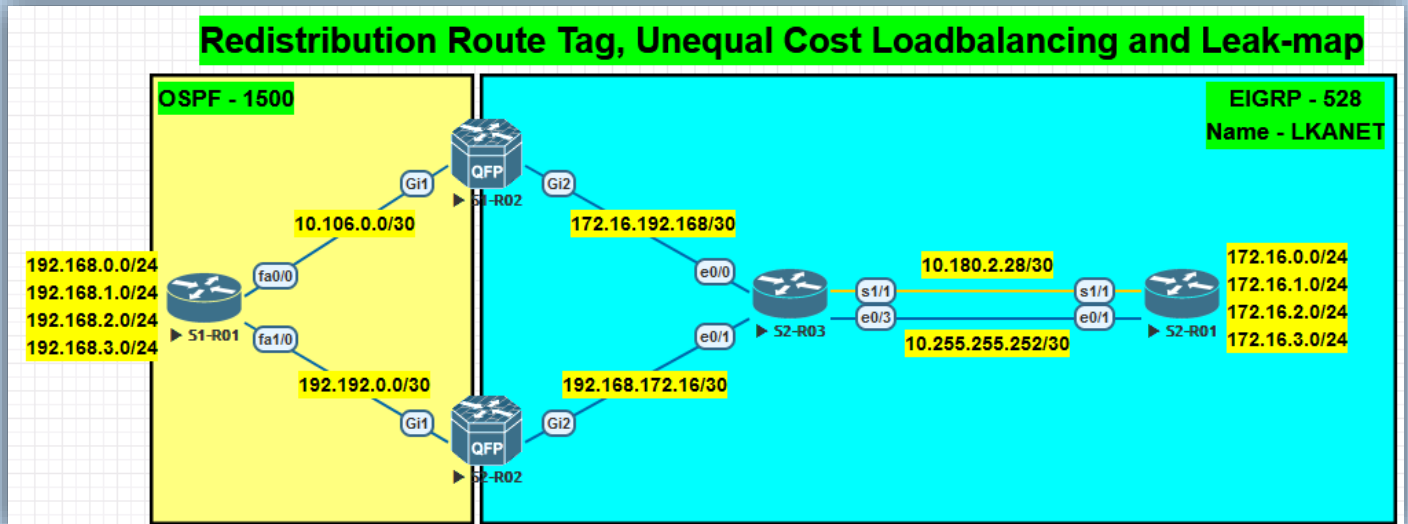 Redistribution Route Tag, Unequal Cost Loadbalancing and Leak-map
OSPF - 1500
EIGRP - 528
Name - LKANET
QFP
Gi1
Gi2
S1-R02
10.106.0.0/30
172.16.192.168/30
192.168.0.0/24
192.168.1.0/24
192.168.2.0/24
192.168.3.0/24
fa0/0
S1-R01
fa1/0
e0/0
S2-R03
e0/1
s1/1
e0/3
10.180.2.28/30
10.255.255.252/30
s1/1
e0/1
S2-R01
172.16.0.0/24
172.16.1.0/24
172.16.2.0/24
172.16.3.0/24
192.192.0.0/30
192.168.172.16/30
Gi1
Gi2
QFP
S2-R02